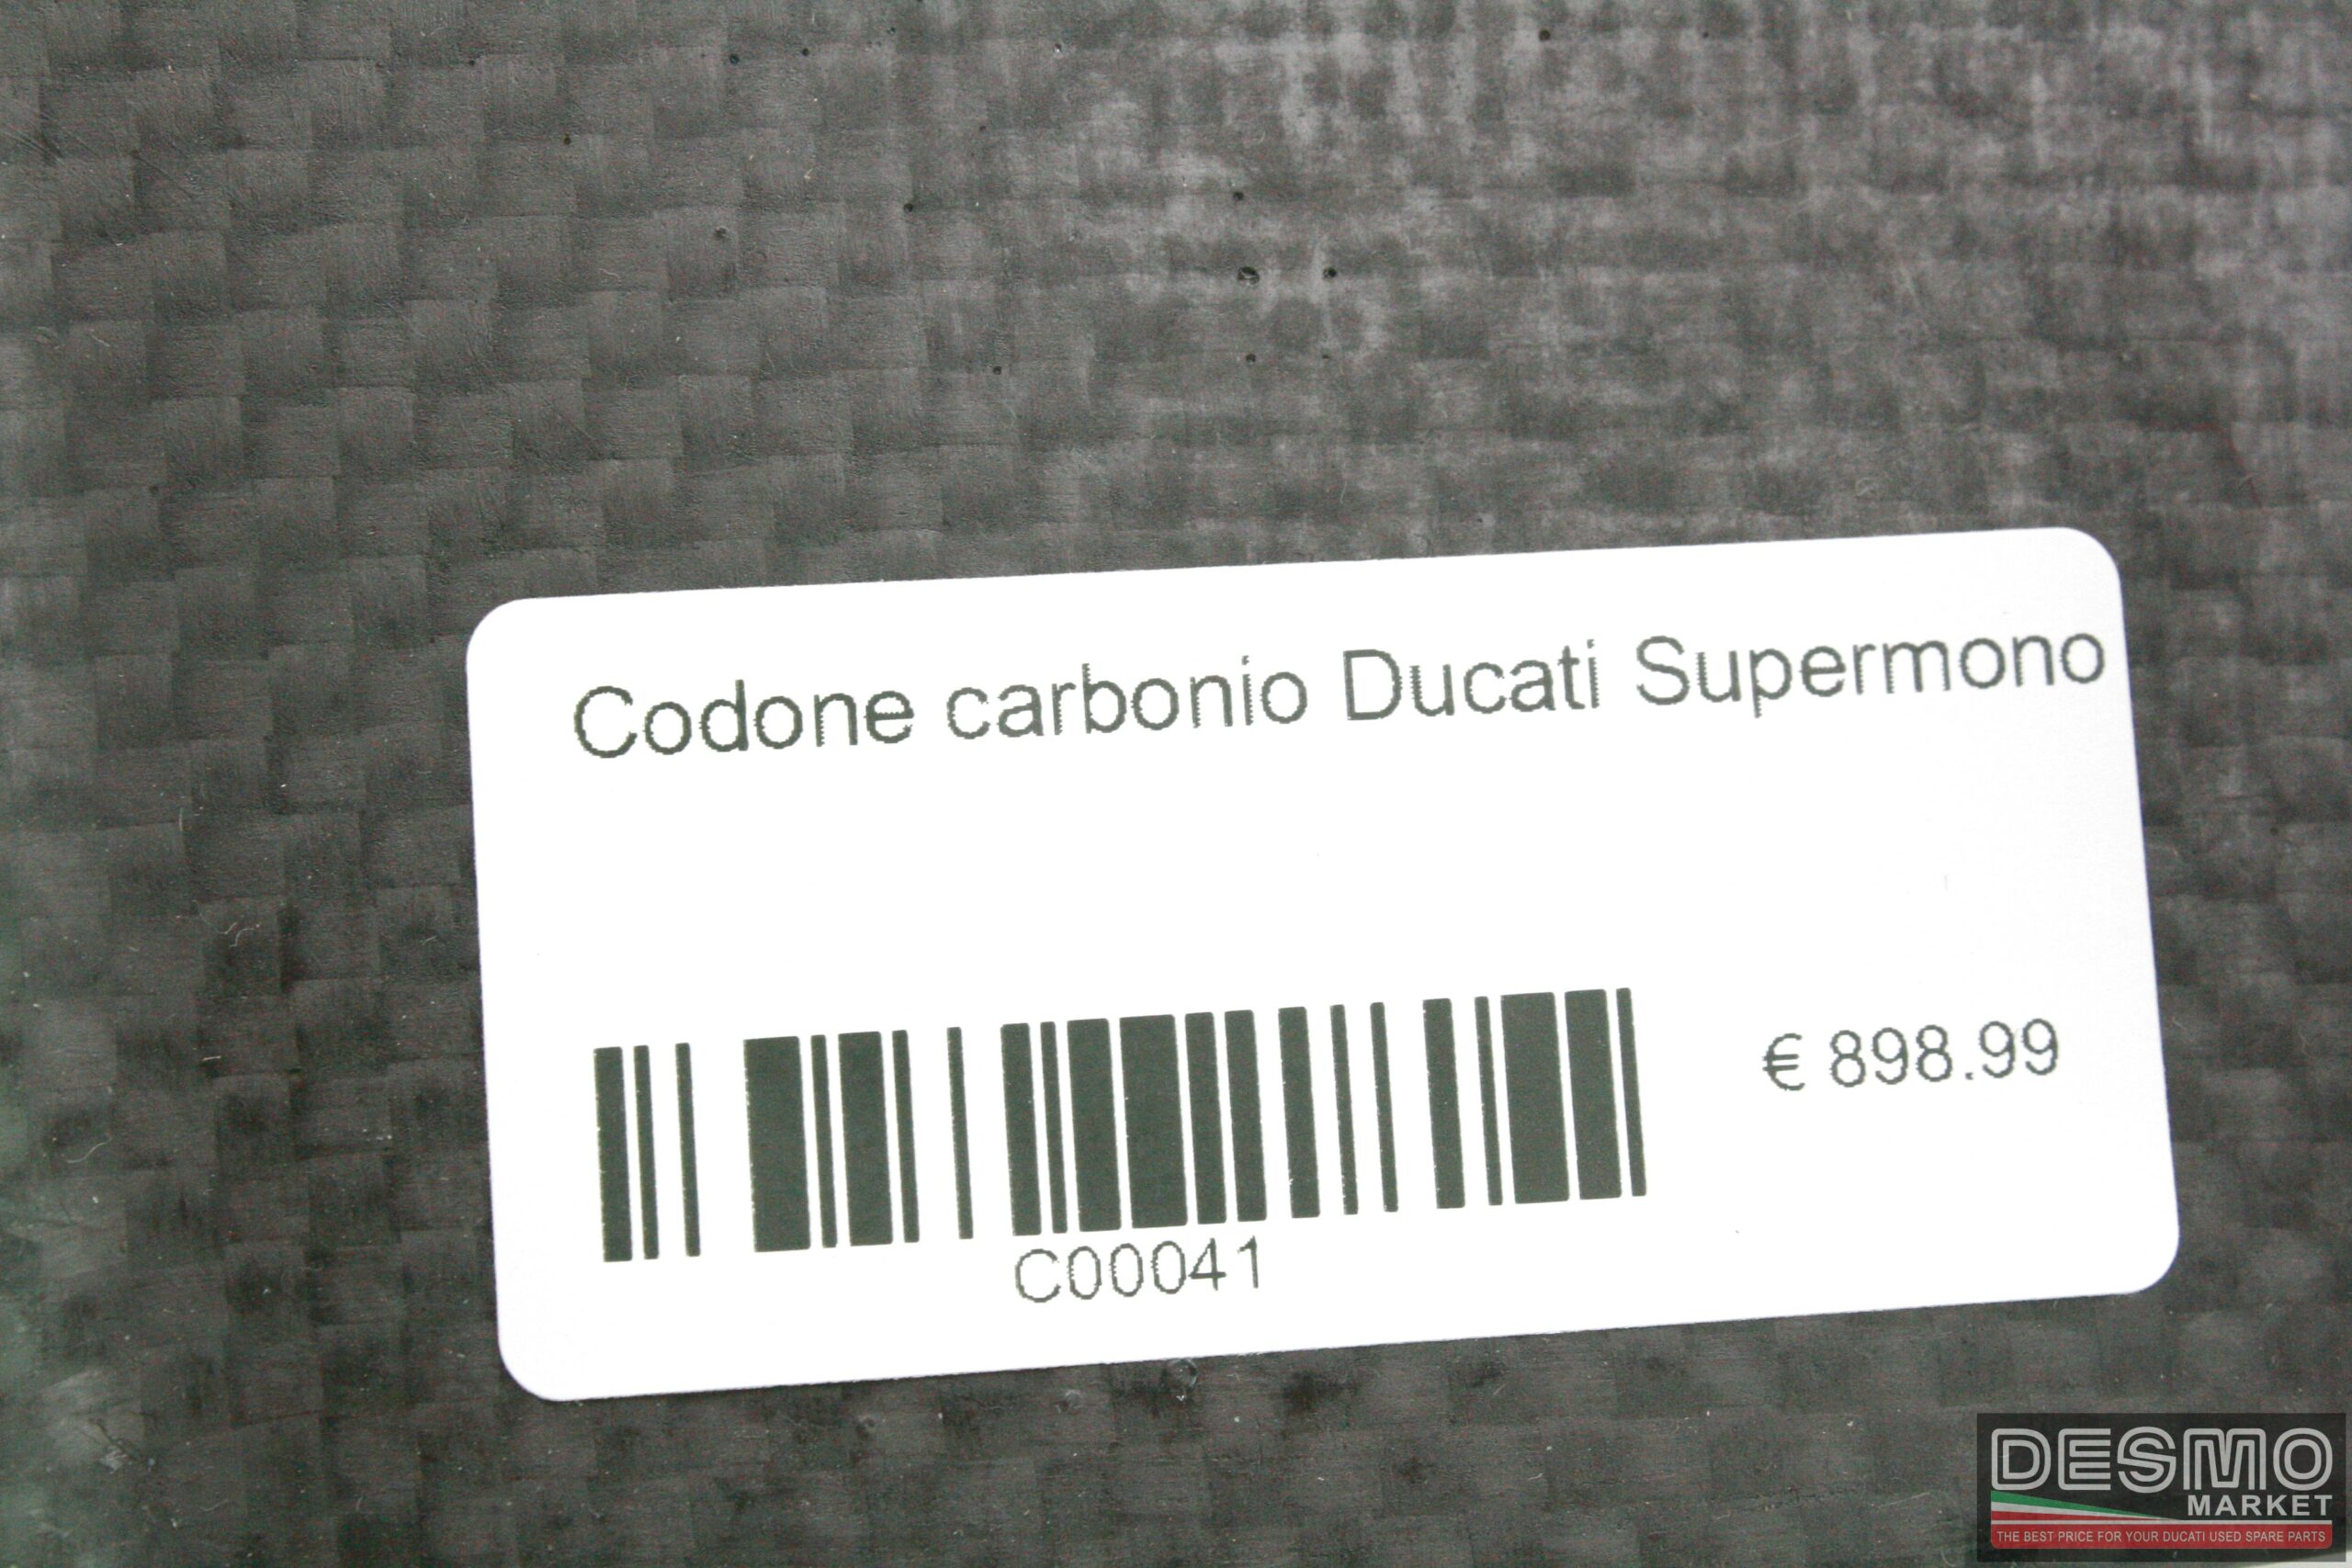 Codone carbonio Ducati Supermono
€ 898.99
C00041
DESMO
MARKET
THE BEST PRICE FOR YOUR DUCATI USED SPARE PARTS